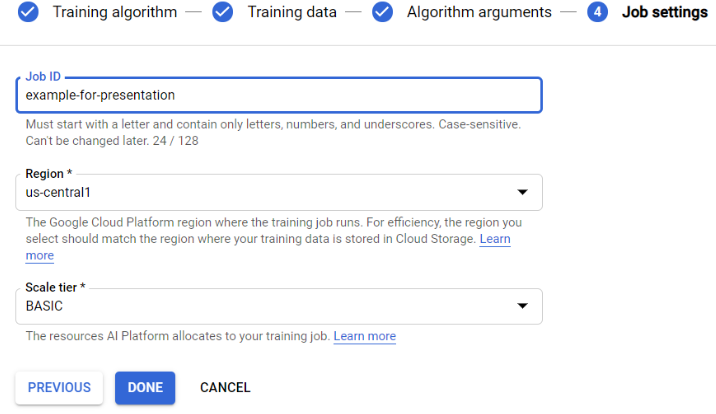 Training algorithm — Training data — Algorithm arguments — 4 Job settings
Job ID
example-for-presentation
Must start with a letter and contain only letters, numbers, and underscores. Case-sensitive.
Can't be changed later. 24 / 128
Region *
us-central1
The Google Cloud Platform region where the training job runs. For efficiency, the region you
select should match the region where your training data is stored in Cloud Storage. Learn
more
Scale tier *
BASIC
The resources AI Platform allocates to your training job. Learn more
PREVIOUS DONE CANCEL